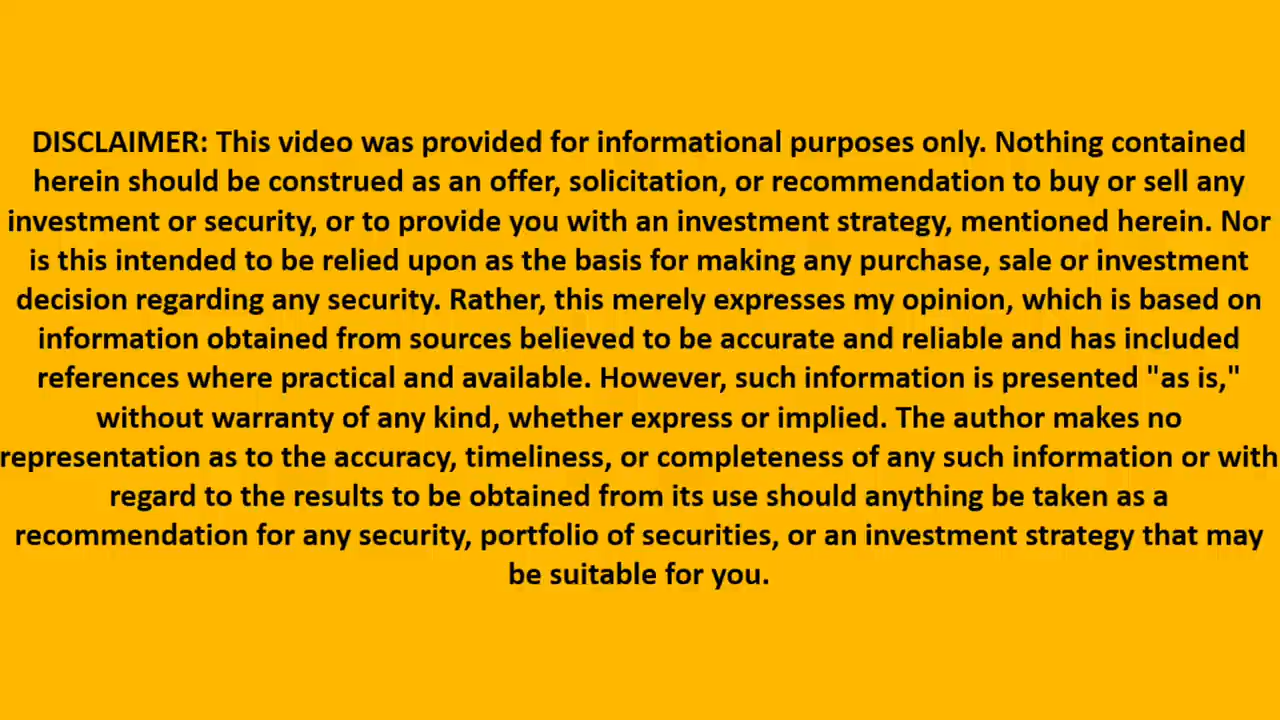 DISCLAIMER: This video was provided for informational purposes only. Nothing contained
herein should be construed as an offer, solicitation, or recommendation to buy or sell any
investment or security, or to provide you with an investment strategy, mentioned herein. Nor
is this intended to be relied upon as the basis for making any purchase, sale or investment
decision regarding any security. Rather, this merely expresses my opinion, which is based on
information obtained from sources believed to be accurate and reliable and has included
references where practical and available. However, such information is presented "as is,"
without warranty of any kind, whether express or implied. The author makes no
representation as to the accuracy, timeliness, or completeness of any such information or with
regard to the results to be obtained from its use should anything be taken as a
recommendation for any security, portfolio of securities, or an investment strategy that may
be suitable for you.